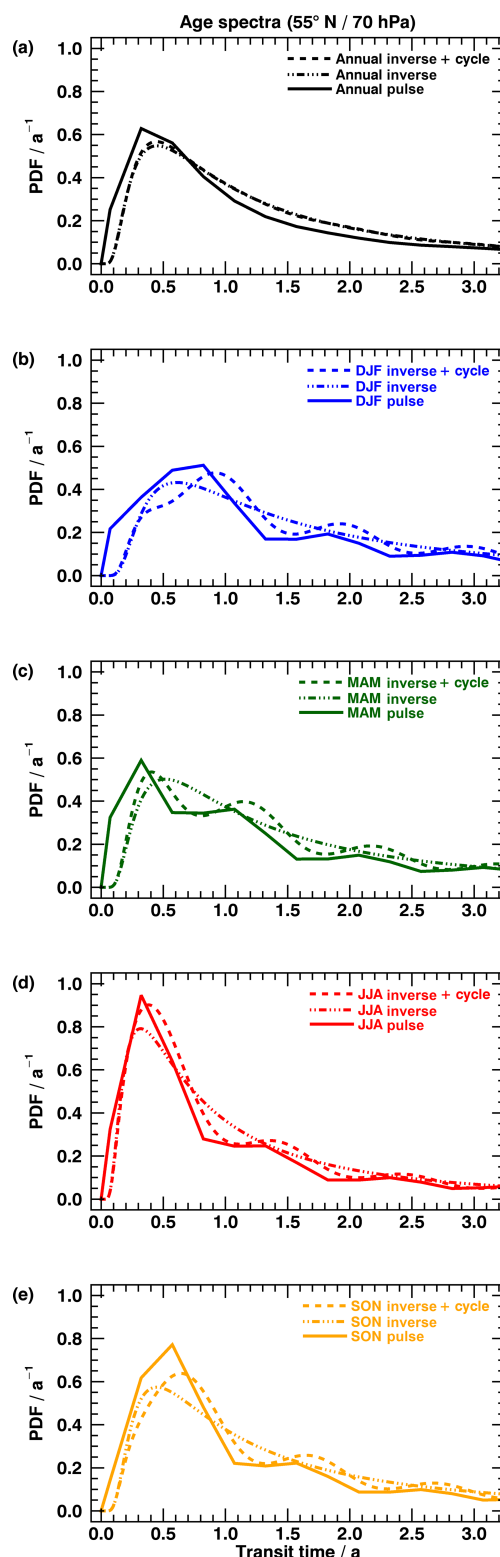 Age spectra (55° N / 70 hPa)
(a)
Annual inverse + cycle
Annual inverse
Annual pulse
PDF / a⁻¹
1.0
0.8
0.6
0.4
0.2
0.0
0.0 0.5 1.0 1.5 2.0 2.5 3.0
(b)
DJF inverse + cycle
DJF inverse
DJF pulse
PDF / a⁻¹
1.0
0.8
0.6
0.4
0.2
0.0
0.0 0.5 1.0 1.5 2.0 2.5 3.0
(c)
MAM inverse + cycle
MAM inverse
MAM pulse
PDF / a⁻¹
1.0
0.8
0.6
0.4
0.2
0.0
0.0 0.5 1.0 1.5 2.0 2.5 3.0
(d)
JJA inverse + cycle
JJA inverse
JJA pulse
PDF / a⁻¹
1.0
0.8
0.6
0.4
0.2
0.0
0.0 0.5 1.0 1.5 2.0 2.5 3.0
(e)
SON inverse + cycle
SON inverse
SON pulse
PDF / a⁻¹
1.0
0.8
0.6
0.4
0.2
0.0
0.0 0.5 1.0 1.5 2.0 2.5 3.0
Transit time / a